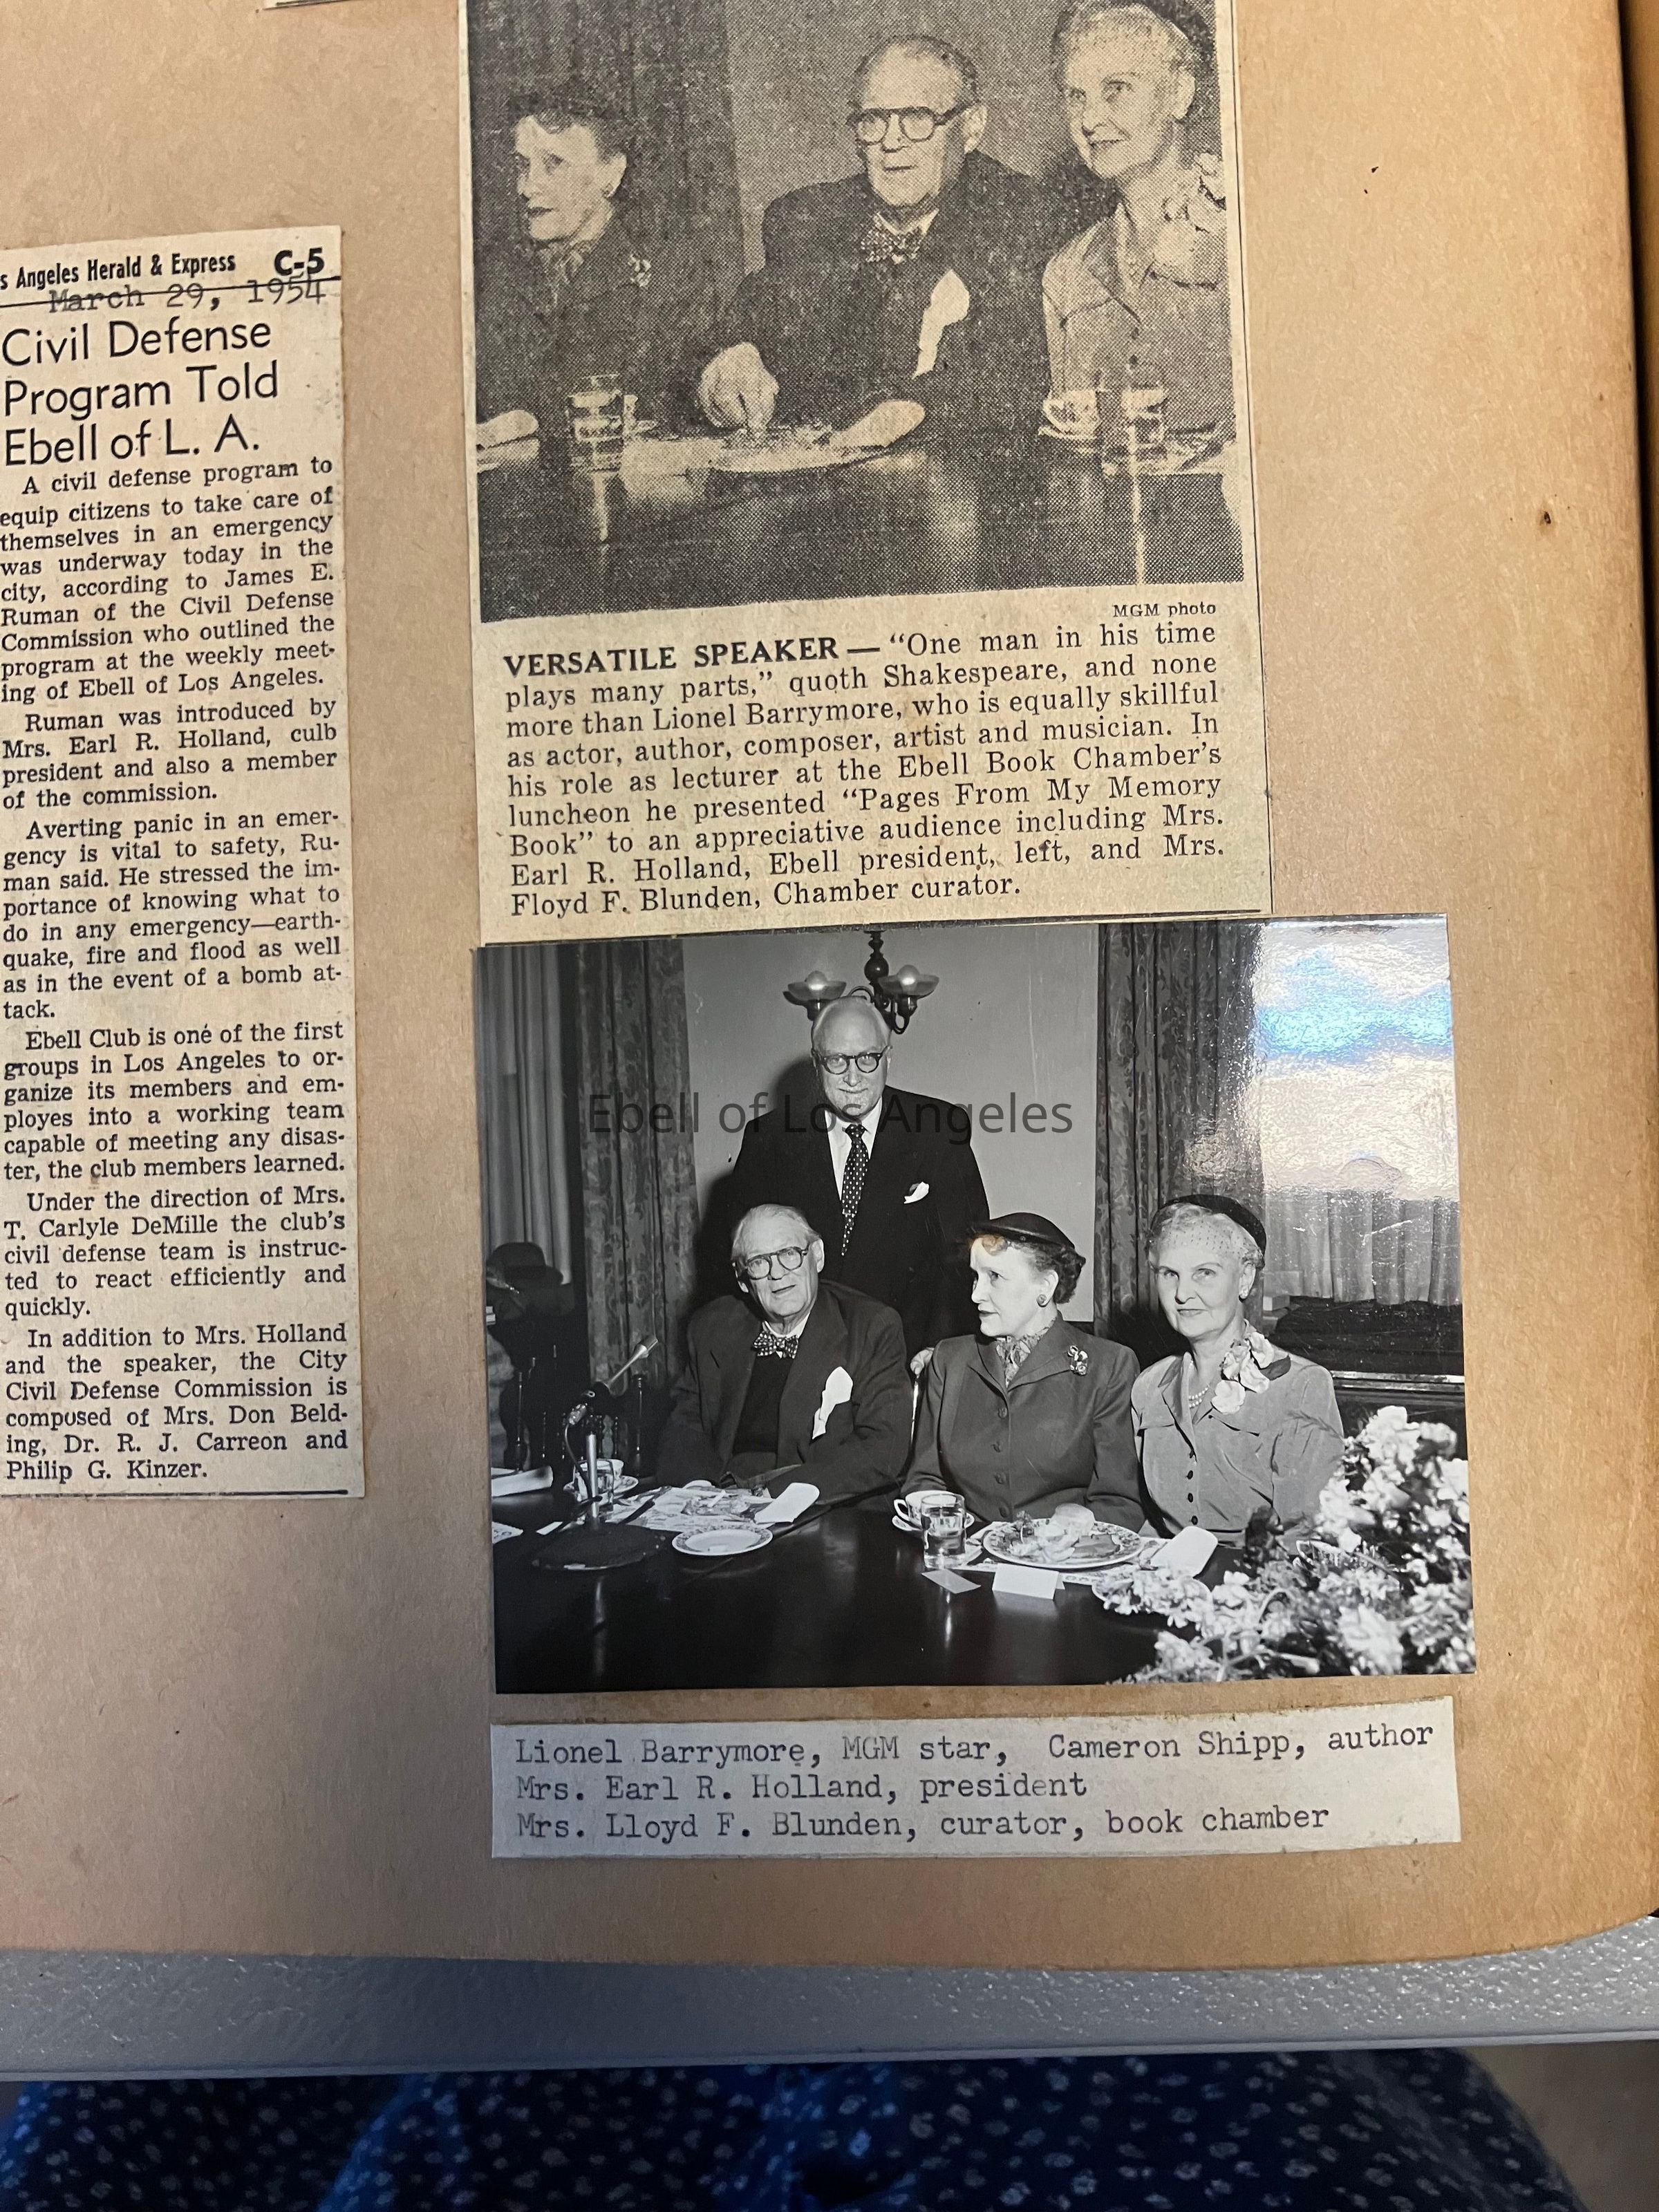 s Angeles Herald & Express C-5
March 29, 1954
Civil Defense
Program Told
Ebell of L. A.
A civil defense program to
equip citizens to take care of
themselves in an emergency
was underway today in the
city, according to James E.
Ruman of the Civil Defense
Commission who outlined the
program at the weekly meet-
ing of Ebell of Los Angeles.
Ruman was introduced by
Mrs. Earl R. Holland, culb
president and also a member
of the commission.
Averting panic in an emer-
gency is vital to safety, Ru-
man said. He stressed the im-
portance of knowing what to
do in any emergency—earth-
quake, fire and flood as well
as in the event of a bomb at-
tack.
Ebell Club is one of the first
groups in Los Angeles to or-
ganize its members and em-
ployes into a working team
capable of meeting any disas-
ter, the club members learned.
Under the direction of Mrs.
T. Carlyle DeMille the club's
civil defense team is instruc-
ted to react efficiently and
quickly.
In addition to Mrs. Holland
and the speaker, the City
Civil Defense Commission is
composed of Mrs. Don Beld-
ing, Dr. R. J. Carreon and
Philip G. Kinzer.
MGM photo
VERSATILE SPEAKER — "One man in his time
plays many parts," quoth Shakespeare, and none
more than Lionel Barrymore, who is equally skillful
as actor, author, composer, artist and musician. In
his role as lecturer at the Ebell Book Chamber's
luncheon he presented "Pages From My Memory
Book" to an appreciative audience including Mrs.
Earl R. Holland, Ebell president, left, and Mrs.
Floyd F. Blunden, Chamber curator.
Ebell of Los Angeles
Lionel Barrymore, MGM star, Cameron Shipp, author
Mrs. Earl R. Holland, president
Mrs. Lloyd F. Blunden, curator, book chamber